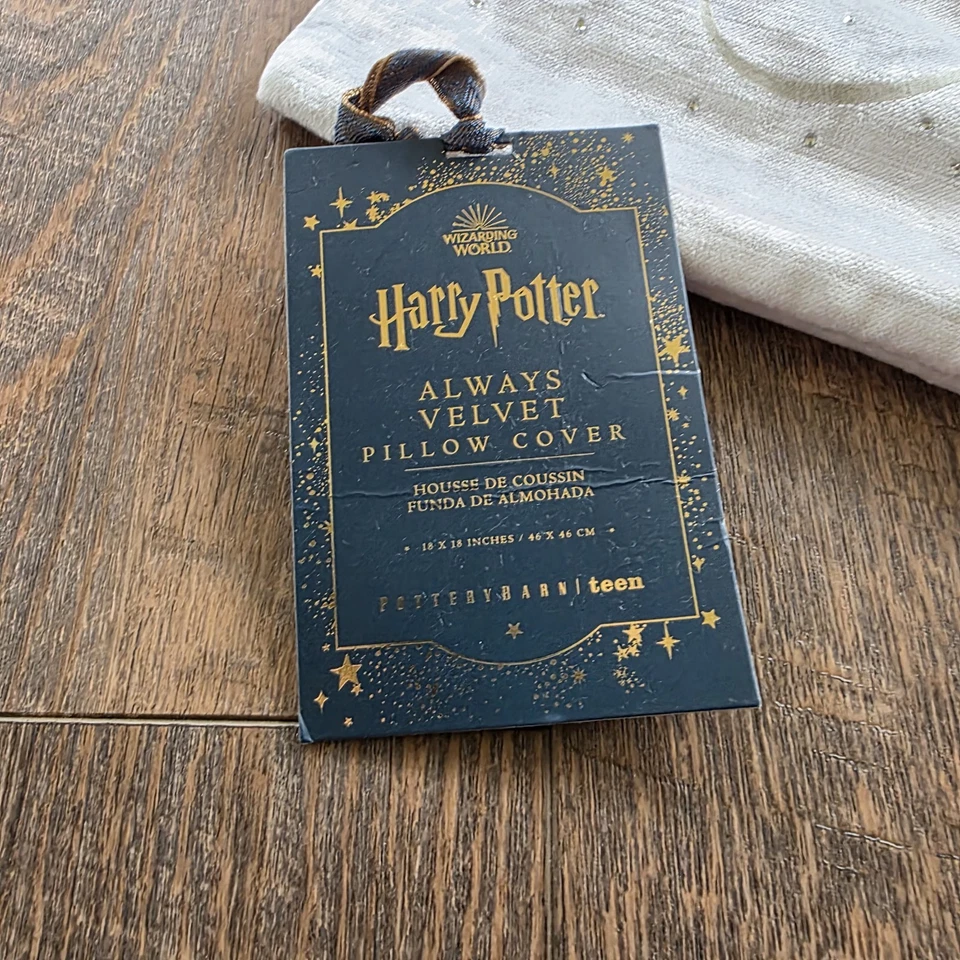 WIZARDING
WORLD
Harry Potter
ALWAYS
VELVET
PILLOW COVER
HOUSSE DE COUSSIN
FUNDA DE ALMOHADA
18 X 18 INCHES / 46 X 46 CM
POTTERYBARN | teen